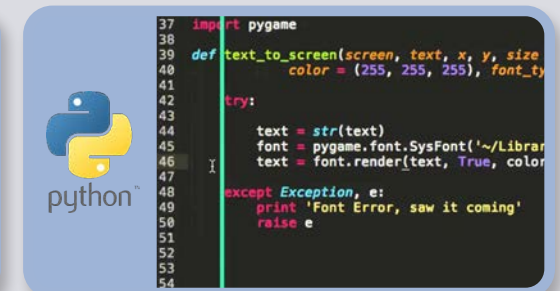 python
37 import pygame
38
39 def text_to_screen(screen, text, x, y, size
40 color = (255, 255, 255), font_ty
41
42 try:
43
44 text = str(text)
45 font = pygame.font.SysFont('~/Librar
46 text = font.render(text, True, color
47
48 except Exception, e:
49 print 'Font Error, saw it coming'
50 raise e
51
52
53
54